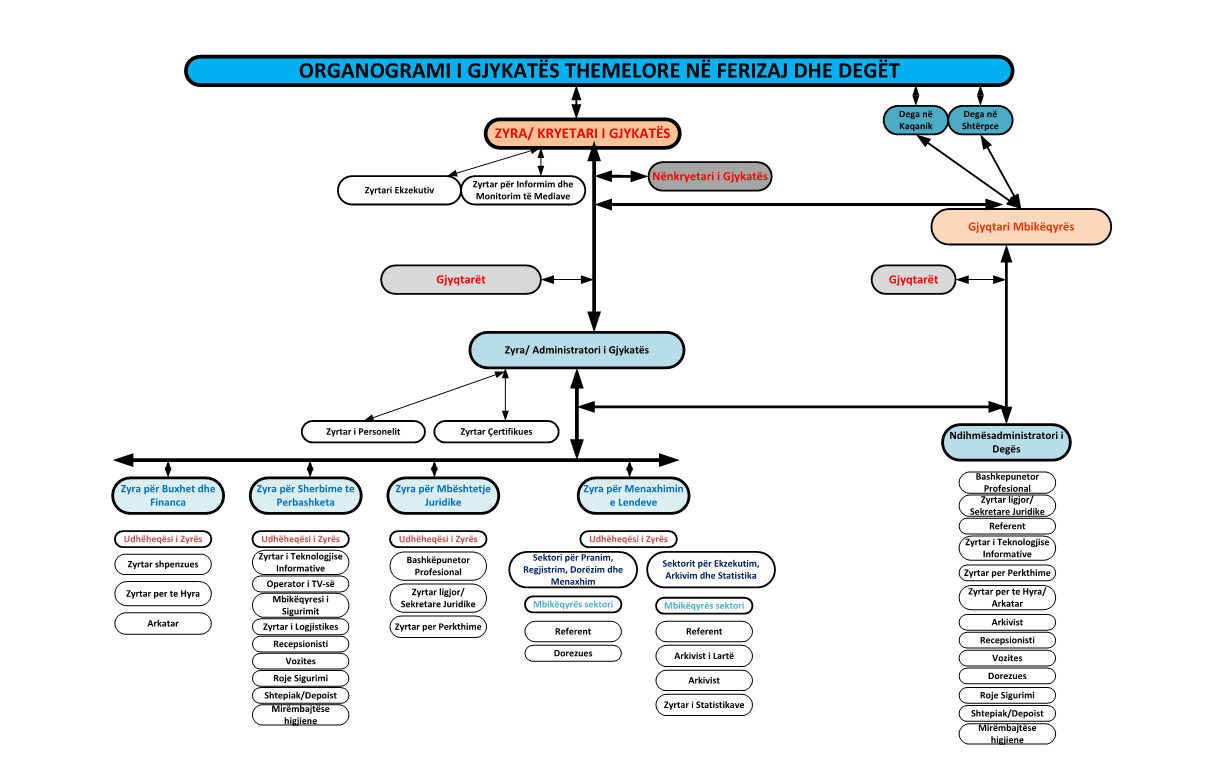 ORGANOGRAMI I GJYKATËS THEMELORE NË FERIZAJ DHE DEGËT
Dega në
Kaqanik
Dega në
Shtërpce
ZYRA/ KRYETARI I GJYKATËS
Zyrtari Ekzekutiv
Zyrtar për Informim dhe
Monitorim të Mediave
Nënkryetari i Gjykatës
Gjyqtari Mbikëqyrës
Gjyqtarët
Gjyqtarët
Zyra/ Administratori i Gjykatës
Zyrtar i Personelit
Zyrtar Çertifikues
Ndihmësadministratori i
Degës
Zyra për Buxhet dhe
Financa
Udhëheqësi i Zyrës
Zyrtar shpenzues
Zyrtar per te Hyra
Arkatar
Zyra për Sherbime te
Perbashketa
Udhëheqësi i Zyrës
Zyrtar i Teknologjise
Informative
Operator i TV-së
Mbikëqyresi i
Sigurimit
Zyrtar i Logjistikes
Recepsionisti
Vozites
Roje Sigurimi
Shtepiak/Depoist
Mirëmbajtëse
higjiene
Zyra për Mbështetje
Juridike
Udhëheqësi i Zyrës
Bashkëpunetor
Profesional
Zyrtar ligjor/
Sekretare Juridike
Zyrtar per Perkthime
Zyra për Menaxhimin
e Lendeve
Udhëheqësi i Zyrës
Sektori për Pranim,
Regjistrim, Dorëzim dhe
Menaxhim
Mbikëqyrës sektori
Referent
Dorezues
Sektorit për Ekzekutim,
Arkivim dhe Statistika
Mbikëqyrës sektori
Referent
Arkivist i Lartë
Arkivist
Zyrtar i Statistikave
Bashkepunetor
Profesional
Zyrtar ligjor/
Sekretare Juridike
Referent
Zyrtar i Teknologjise
Informative
Zyrtar per Perkthime
Zyrtar per te Hyra/
Arkatar
Arkivist
Recepsionisti
Vozites
Dorezues
Roje Sigurimi
Shtepiak/Depoist
Mirëmbajtëse
higjiene